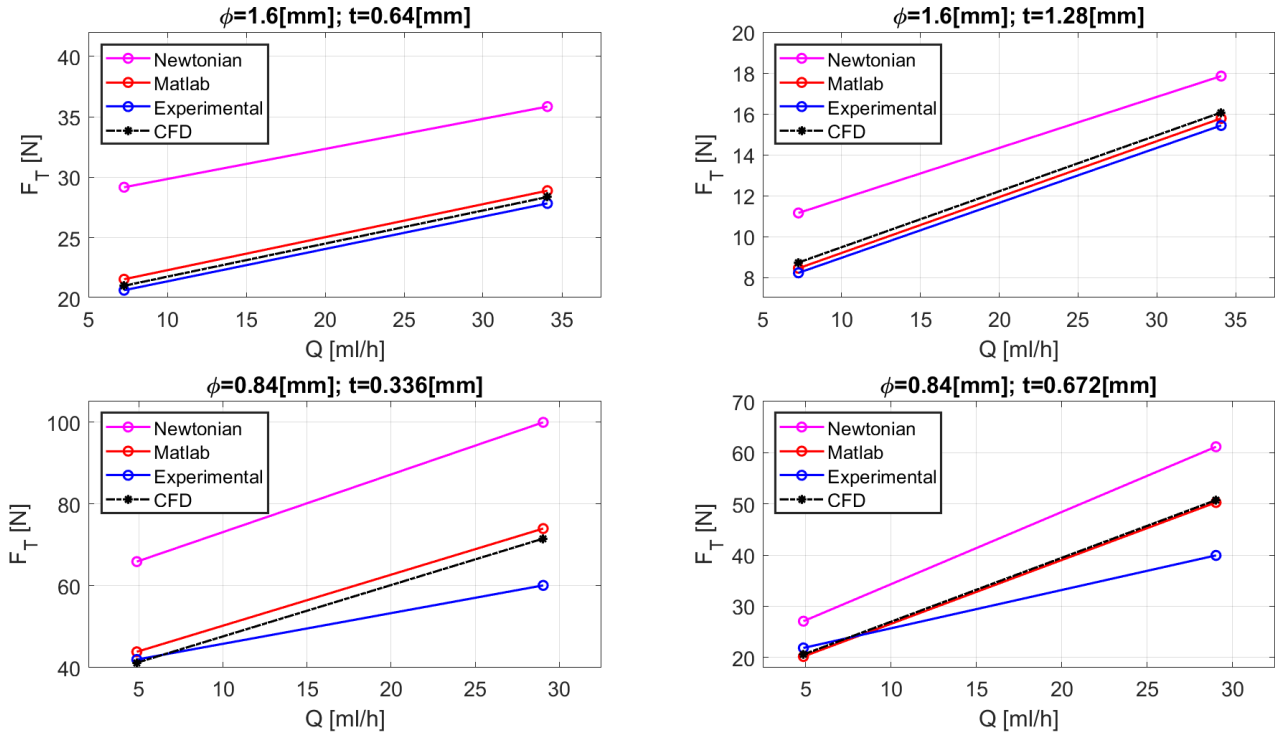 ϕ=1.6[mm]; t=0.64[mm]
40
35
30
25
20
F_T [N]
Newtonian
Matlab
Experimental
CFD
5 10 15 20 25 30 35
Q [ml/h]
ϕ=1.6[mm]; t=1.28[mm]
20
18
16
14
12
10
8
F_T [N]
Newtonian
Matlab
Experimental
CFD
5 10 15 20 25 30 35
Q [ml/h]
ϕ=0.84[mm]; t=0.336[mm]
100
80
60
40
F_T [N]
Newtonian
Matlab
Experimental
CFD
5 10 15 20 25 30
Q [ml/h]
ϕ=0.84[mm]; t=0.672[mm]
70
60
50
40
30
20
F_T [N]
Newtonian
Matlab
Experimental
CFD
5 10 15 20 25 30
Q [ml/h]